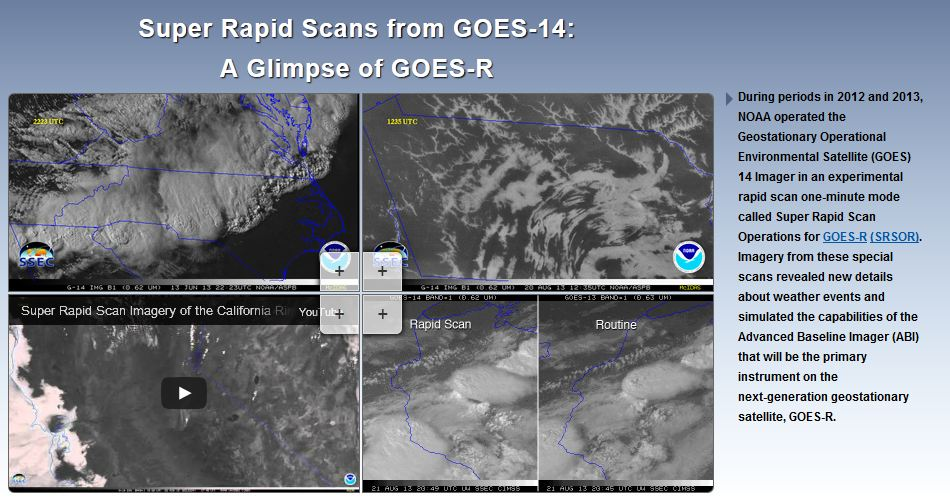 Super Rapid Scans from GOES-14:
A Glimpse of GOES-R
2223 UTC
SSEC
NOAA
G-14 IMG B1 (0.62 UM) 13 JUN 13 22:23UTC NOAA/ASPB McIDAS
1235 UTC
SSEC
NOAA
G-14 IMG B1 (0.62 UM) 20 AUG 13 12:35UTC NOAA/ASPB McIDAS
Super Rapid Scan Imagery of the California Ri
YouTube
GOES-14 BAND=1 (0.62 UM)
Rapid Scan
21 AUG 13 20:49 UTC UW SSEC CIMSS
GOES-13 BAND=1 (0.63 UM)
Routine
21 AUG 13 20:45 UTC UW SSEC CIMSS
During periods in 2012 and 2013,
NOAA operated the
Geostationary Operational
Environmental Satellite (GOES)
14 Imager in an experimental
rapid scan one-minute mode
called Super Rapid Scan
Operations for GOES-R (SRSOR).
Imagery from these special
scans revealed new details
about weather events and
simulated the capabilities of the
Advanced Baseline Imager (ABI)
that will be the primary
instrument on the
next-generation geostationary
satellite, GOES-R.